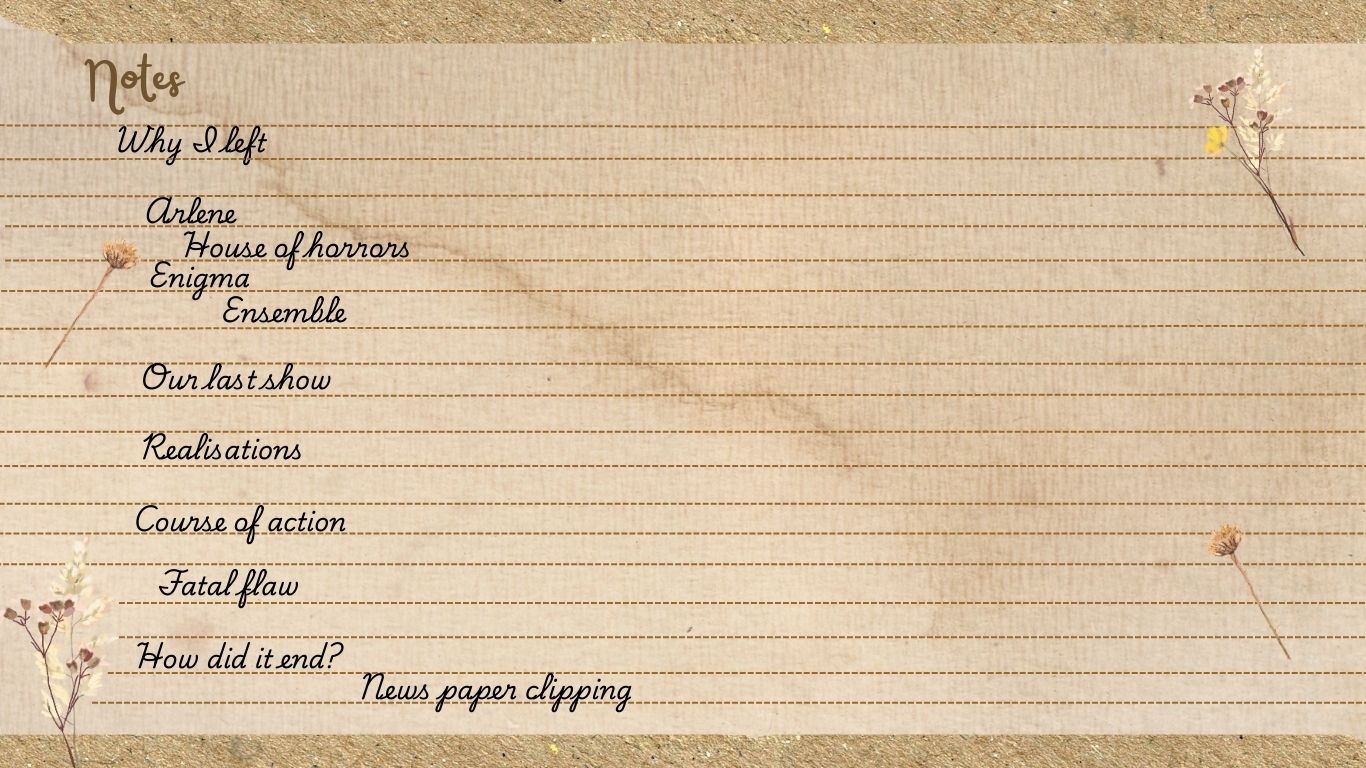 Notes
Why I left
Arlene
House of horrors
Enigma
Ensemble
Our last show
Realisations
Course of action
Fatal flaw
How did it end?
News paper clipping